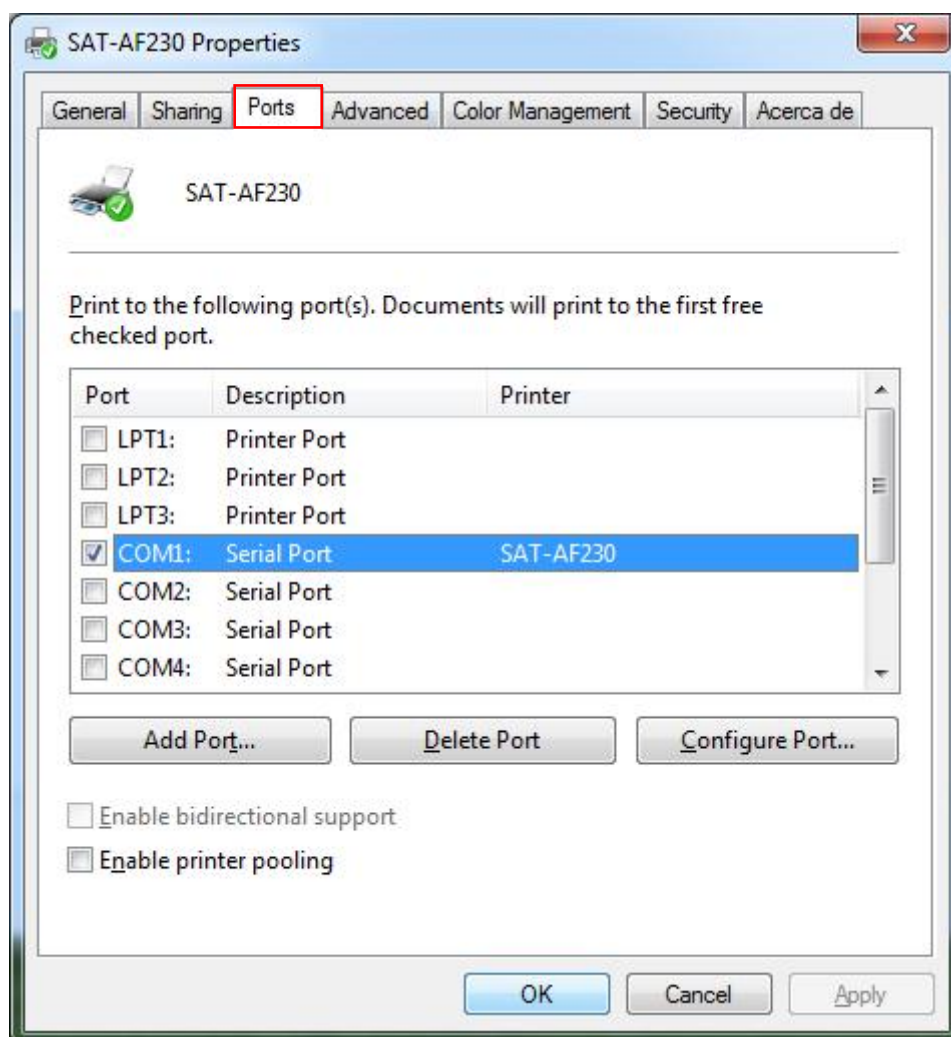 SAT-AF230 Properties
General Sharing Ports Advanced Color Management Security Acerca de
SAT-AF230
Print to the following port(s). Documents will print to the first free
checked port.
Port Description Printer
LPT1: Printer Port
LPT2: Printer Port
LPT3: Printer Port
COM1: Serial Port SAT-AF230
COM2: Serial Port
COM3: Serial Port
COM4: Serial Port
Add Port... Delete Port Configure Port...
Enable bidirectional support
Enable printer pooling
OK Cancel Apply